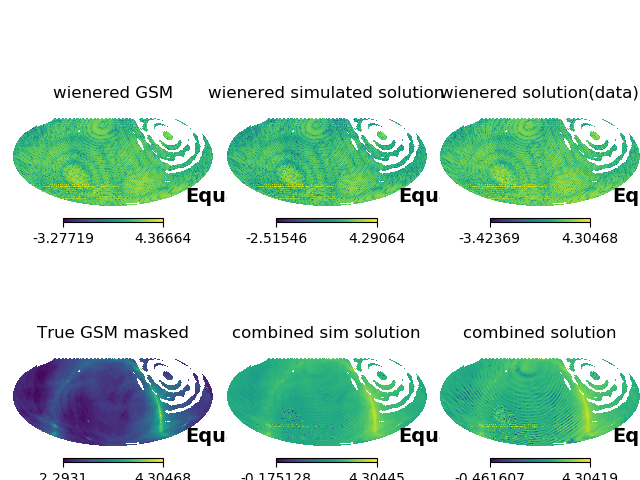 wienered GSM
wienered simulated solution
wienered solution(data)
Equ
Equ
Eq
-3.27719 4.36664
-2.51546 4.29064
-3.42369 4.30468
True GSM masked
combined sim solution
combined solution
Equ
Equ
Eq
2.2931 4.30468
-0.175128 4.30445
-0.461607 4.30419